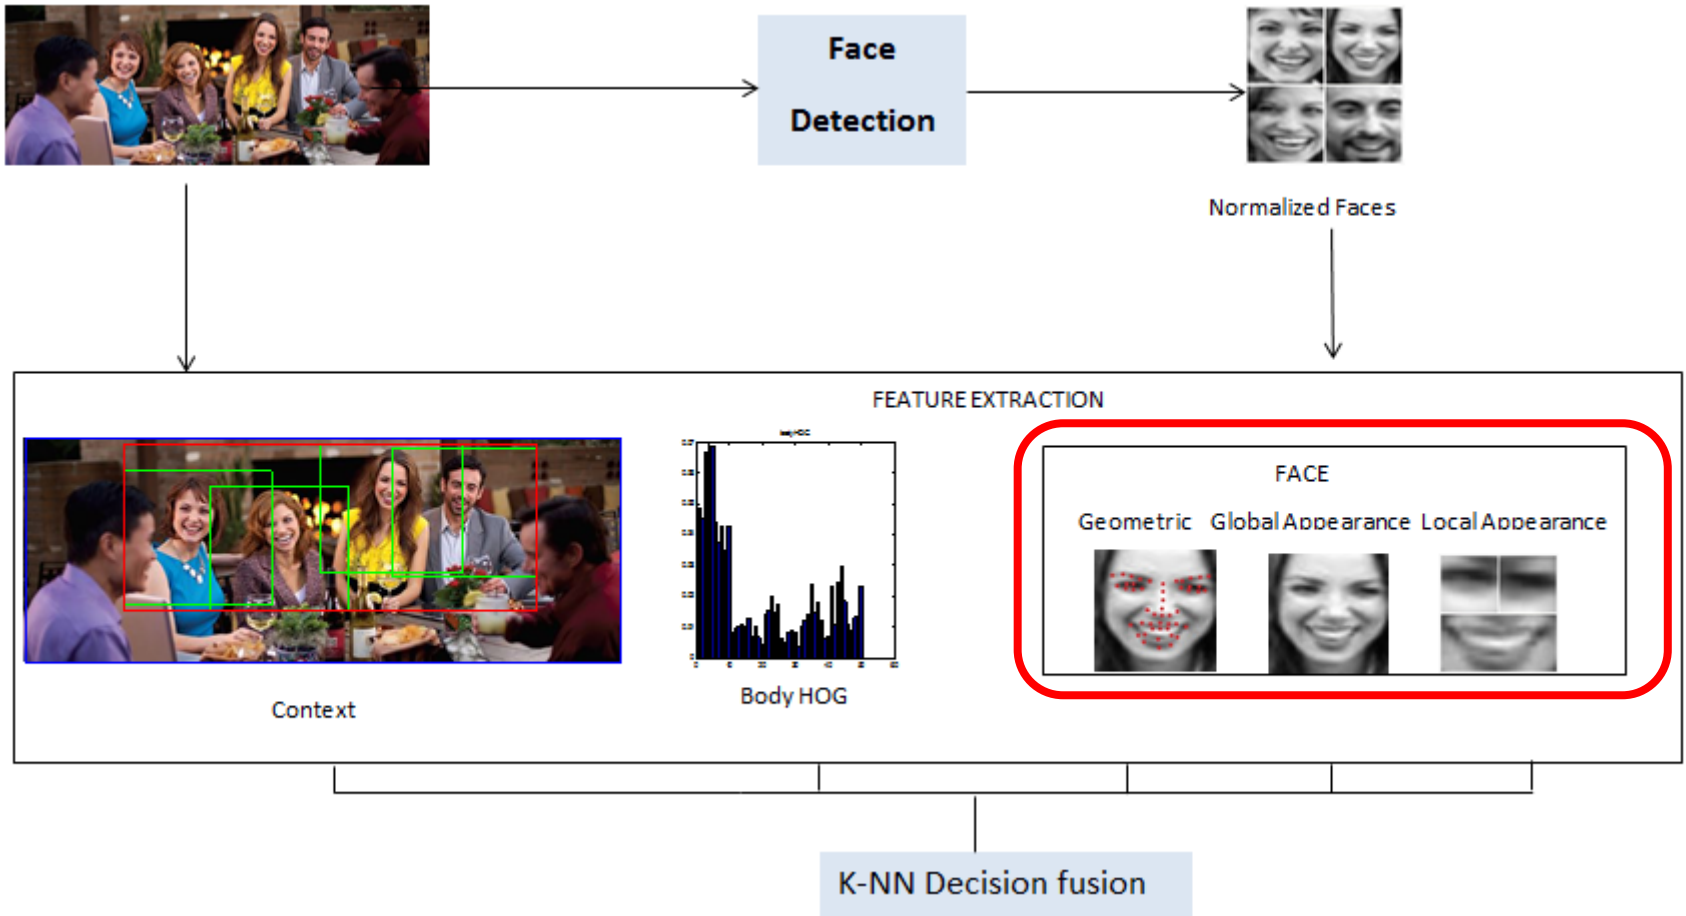 Face
Detection
Normalized Faces
FEATURE EXTRACTION
FACE
Geometric Global Appearance Local Appearance
Body HOG
Context
K-NN Decision fusion